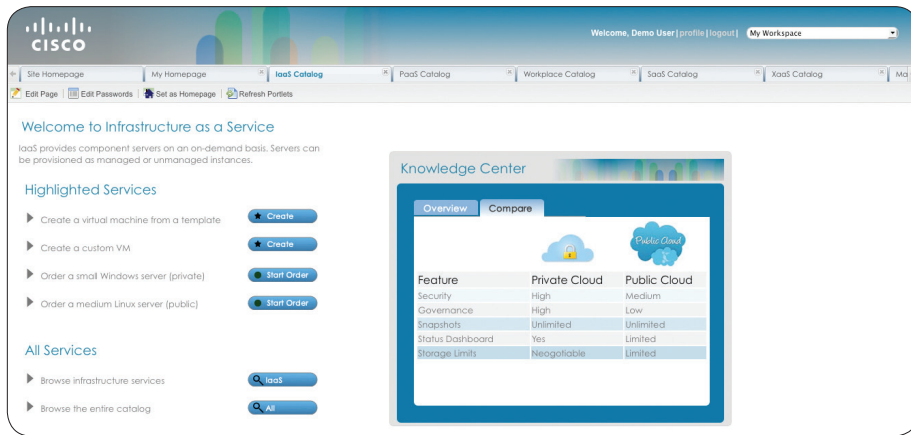 CISCO
Welcome, Demo User | profile | logout |
My Workspace
Site Homepage
My Homepage
IaaS Catalog
PaaS Catalog
Workplace Catalog
SaaS Catalog
XaaS Catalog
Ma
Edit Page
Edit Passwords
Set as Homepage
Refresh Portlets
Welcome to Infrastructure as a Service
IaaS provides component servers on an on-demand basis. Servers can
be provisioned as managed or unmanaged instances.
Highlighted Services
Create a virtual machine from a template Create
Create a custom VM Create
Order a small Windows server (private) Start Order
Order a medium Linux server (public) Start Order
All Services
Browse infrastructure services IaaS
Browse the entire catalog All
Knowledge Center
Overview Compare
Public Cloud
Feature Private Cloud Public Cloud
Security High Medium
Governance High Low
Snapshots Unlimited Unlimited
Status Dashboard Yes Limited
Storage Limits Neogotiable Limited